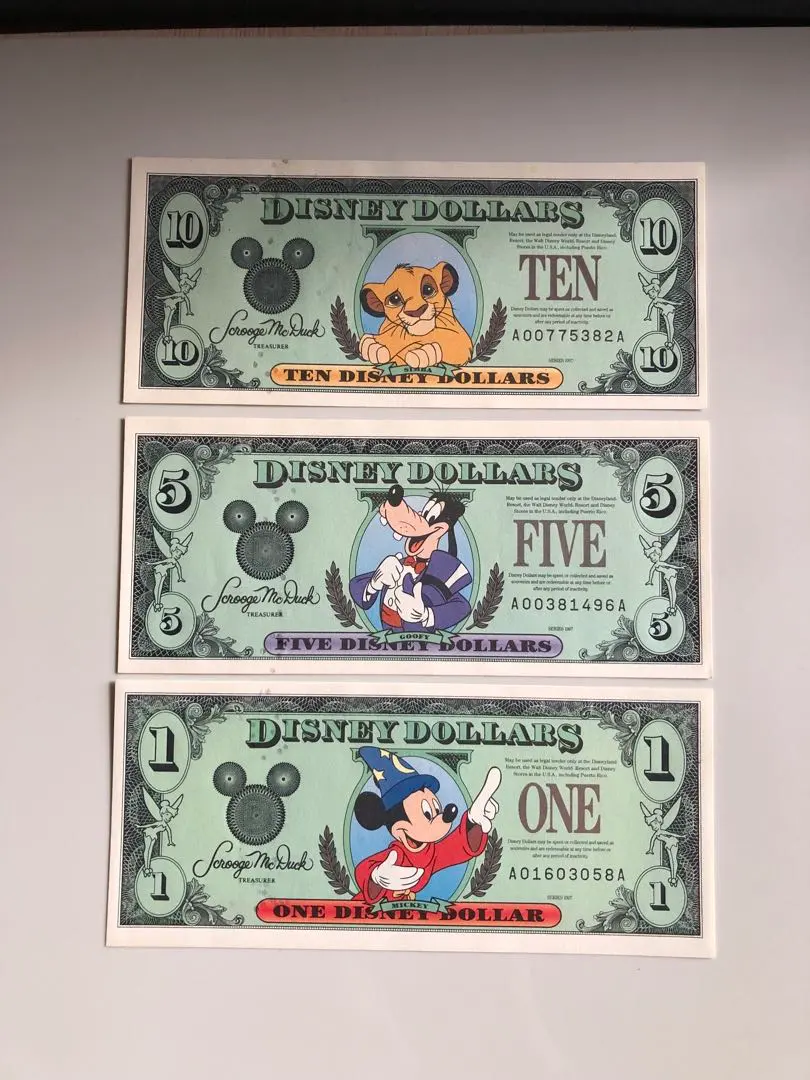 10
DISNEY DOLLARS
10
May be used as legal tender only at the Disneyland
Resort, the Walt Disney World Resort and Disney
Stores in the U.S.A., including Puerto Rico.
TEN
Disney Dollars may be spent or collected and saved as
souvenirs and are redeemable at any time before or
after any period of inactivity.
Scrooge McDuck
TREASURER
A00775382A
SERIES 1997
10
SIMBA
10
TEN DISNEY DOLLARS
5
DISNEY DOLLARS
5
May be used as legal tender only at the Disneyland
Resort, the Walt Disney World Resort and Disney
Stores in the U.S.A., including Puerto Rico.
FIVE
Disney Dollars may be spent or collected and saved as
souvenirs and are redeemable at any time before or
after any period of inactivity.
Scrooge McDuck
TREASURER
A00381496A
SERIES 1997
5
GOOFY
5
FIVE DISNEY DOLLARS
1
DISNEY DOLLARS
1
May be used as legal tender only at the Disneyland
Resort, the Walt Disney World Resort and Disney
Stores in the U.S.A., including Puerto Rico.
ONE
Disney Dollars may be spent or collected and saved as
souvenirs and are redeemable at any time before or
after any period of inactivity.
Scrooge McDuck
TREASURER
A01603058A
SERIES 1997
1
MICKEY
1
ONE DISNEY DOLLAR